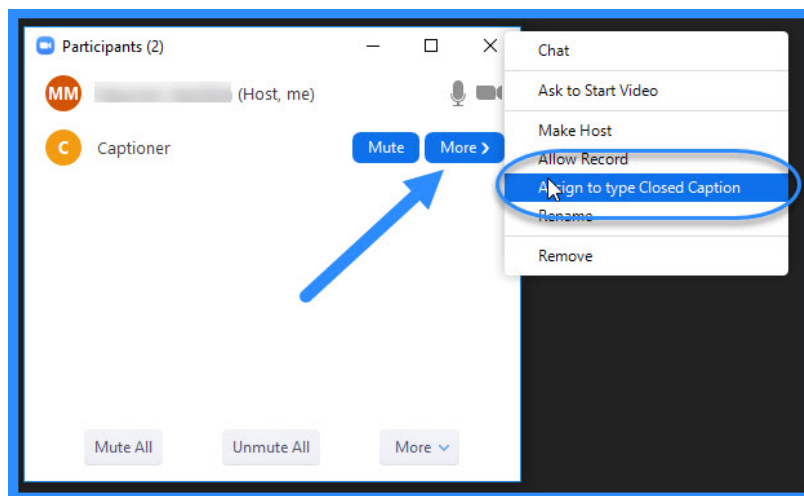 Participants (2)
MM
(Host, me)
C
Captioner
Mute
More
Mute All
Unmute All
More
Chat
Ask to Start Video
Make Host
Allow Record
Assign to type Closed Caption
Rename
Remove